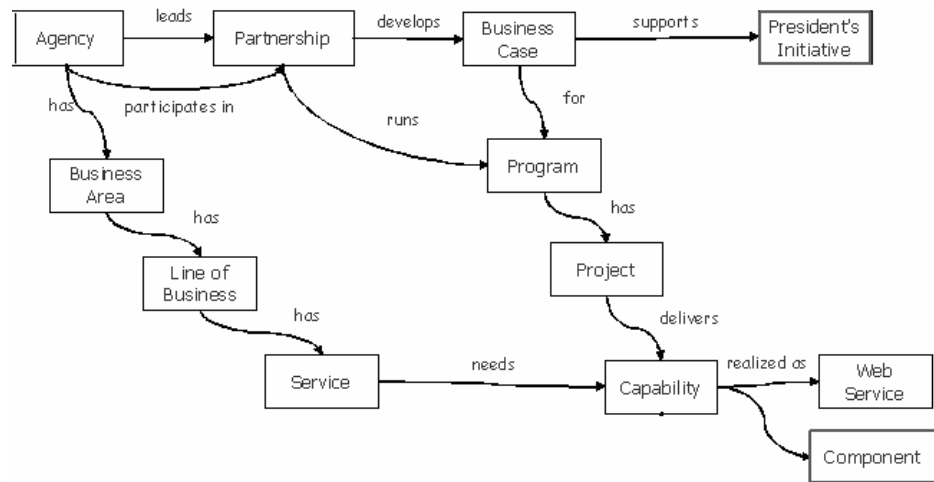 leads
develops
supports
Agency
Partnership
Business
Case
President's
Initiative
has
participates in
runs
for
Business
Area
Program
has
has
Line of
Business
Project
has
delivers
Service
needs
Capability
realized as
Web
Service
Component